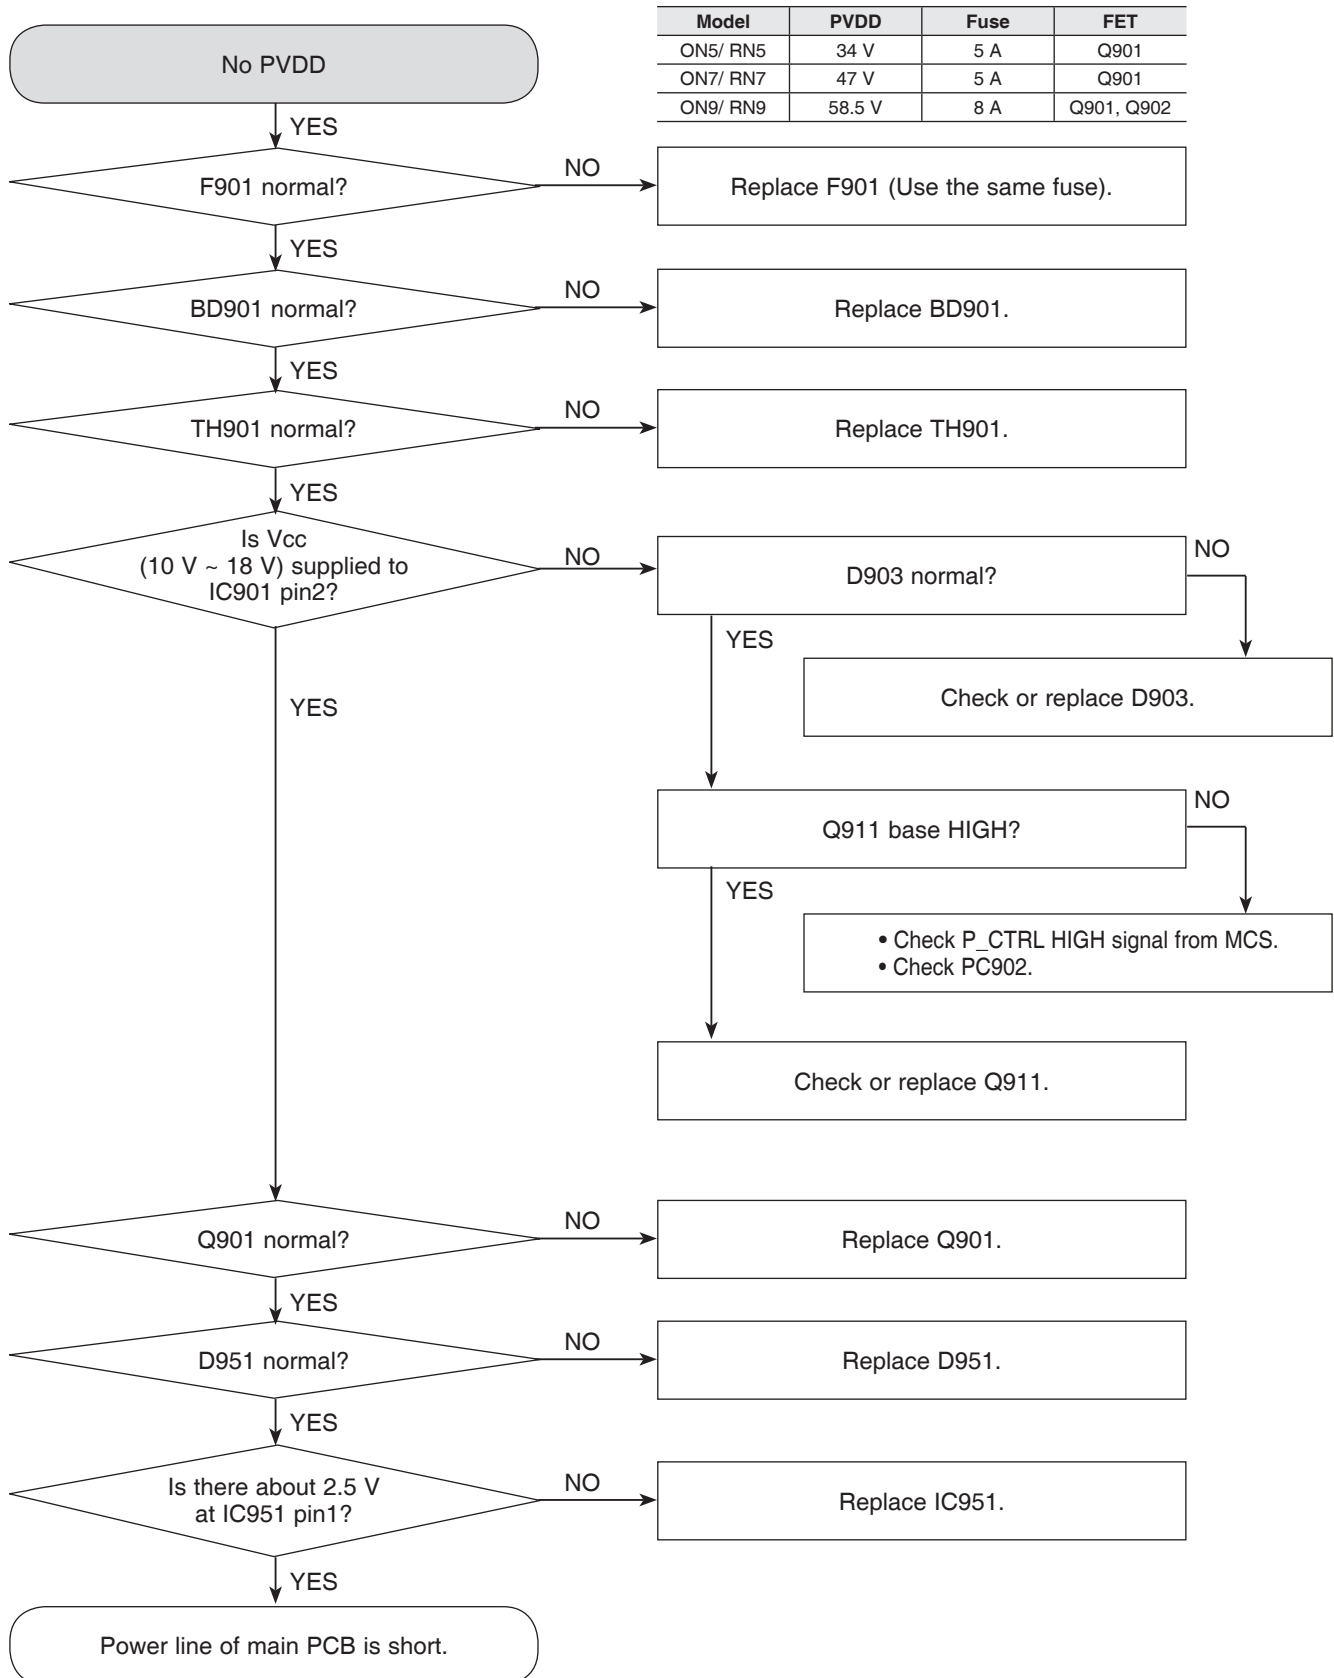 Model PVDD Fuse FET
ON5/ RN5 34 V 5 A Q901
ON7/ RN7 47 V 5 A Q901
ON9/ RN9 58.5 V 8 A Q901, Q902
No PVDD
YES
F901 normal?
NO
Replace F901 (Use the same fuse).
YES
BD901 normal?
NO
Replace BD901.
YES
TH901 normal?
NO
Replace TH901.
YES
Is Vcc
(10 V ~ 18 V) supplied to
IC901 pin2?
NO
D903 normal?
NO
YES
Check or replace D903.
YES
Q911 base HIGH?
NO
YES
• Check P_CTRL HIGH signal from MCS.
• Check PC902.
Check or replace Q911.
Q901 normal?
NO
Replace Q901.
YES
D951 normal?
NO
Replace D951.
YES
Is there about 2.5 V
at IC951 pin1?
NO
Replace IC951.
YES
Power line of main PCB is short.